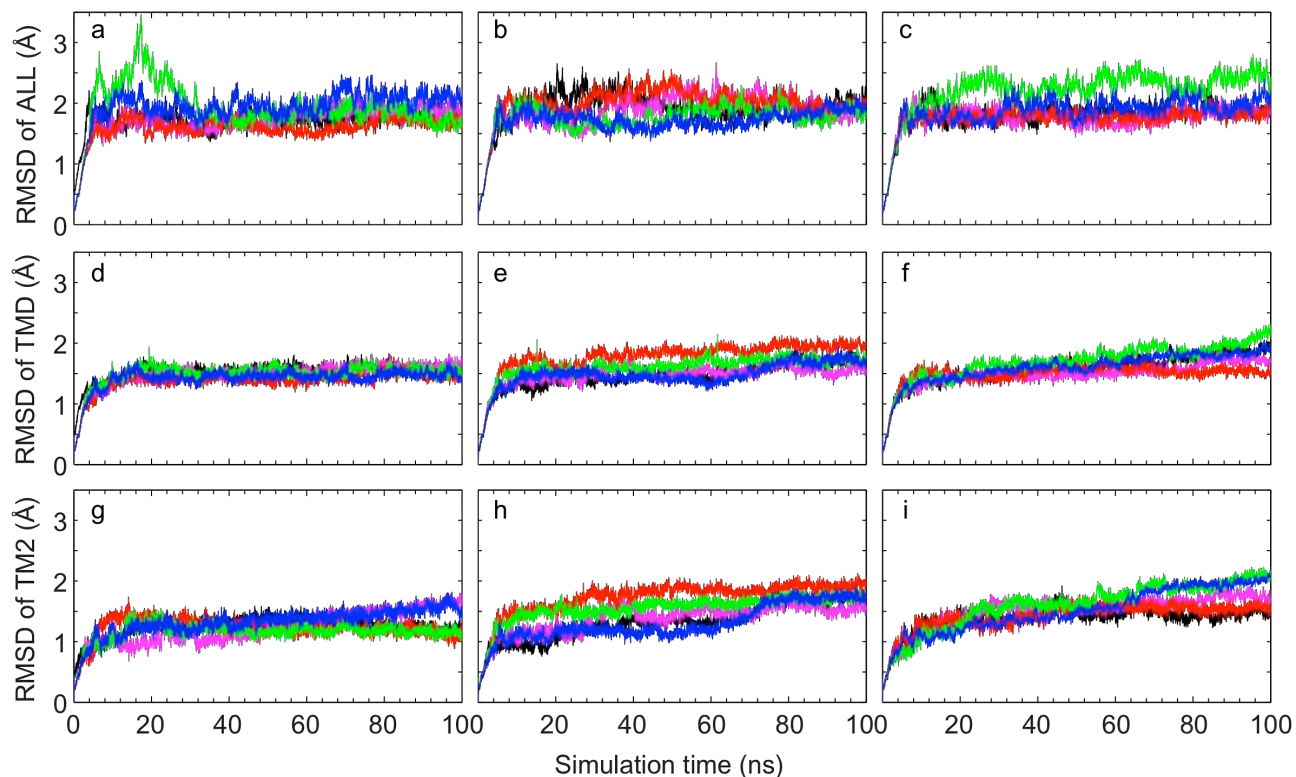 a b c
3
2
1
0
RMSD of ALL (Å)
d e f
3
2
1
0
RMSD of TMD (Å)
g h i
3
2
1
0
RMSD of TM2 (Å)
0 20 40 60 80 100 20 40 60 80 100 20 40 60 80 100
Simulation time (ns)